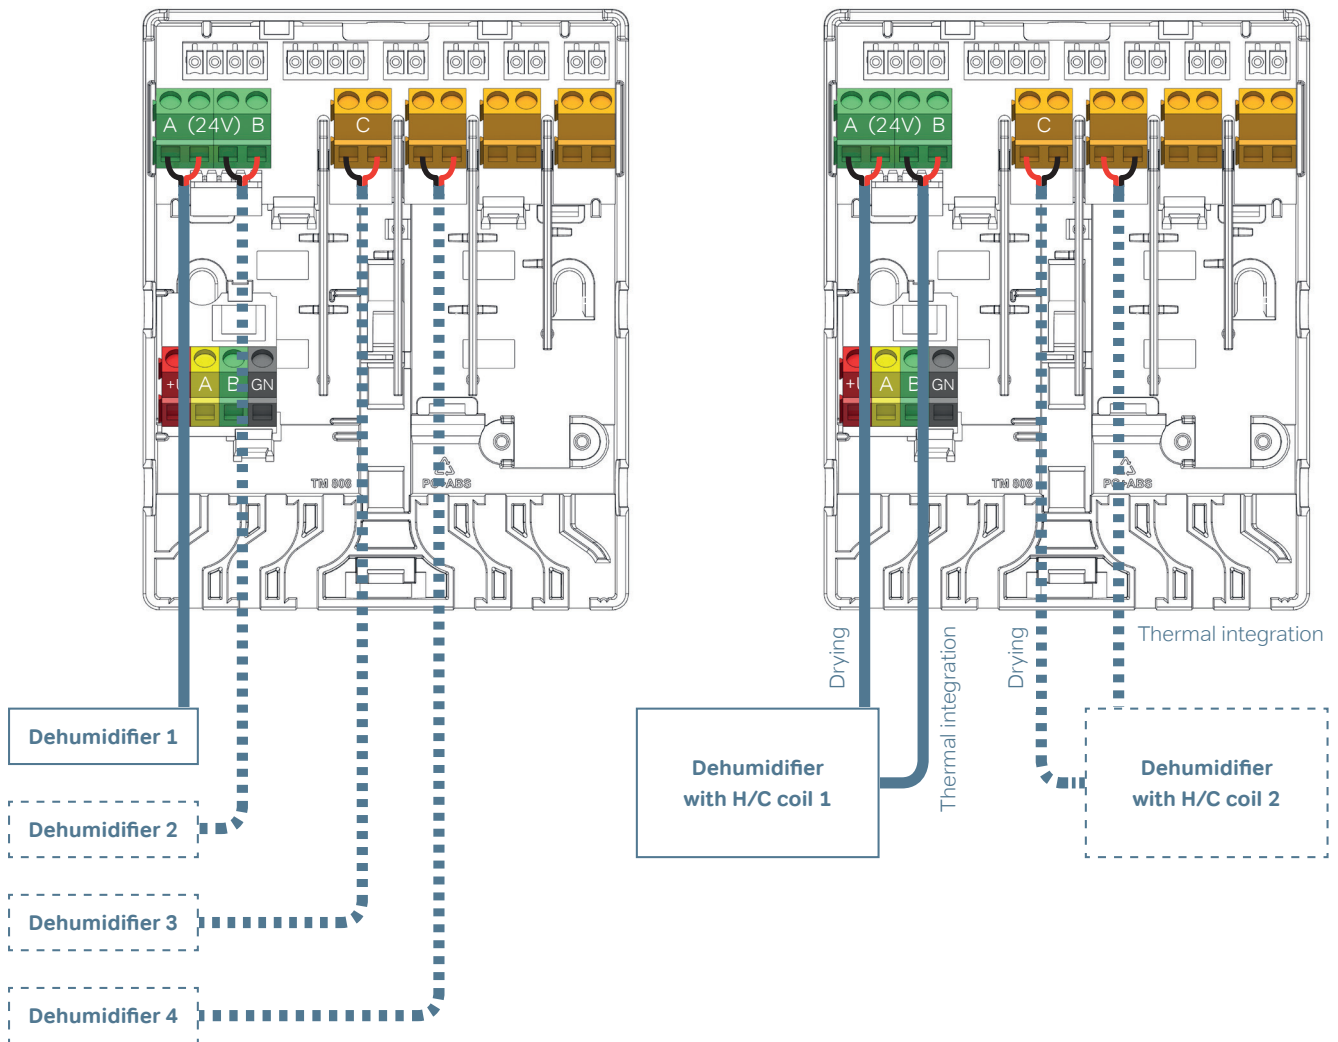 A (24V) B
C
+U A B GN
TM 808
PC+ABS
Dehumidifier 1
Dehumidifier 2
Dehumidifier 3
Dehumidifier 4
A (24V) B
C
+U A B GN
TM 808
PC+ABS
Drying
Thermal integration
Drying
Thermal integration
Dehumidifier
with H/C coil 1
Dehumidifier
with H/C coil 2